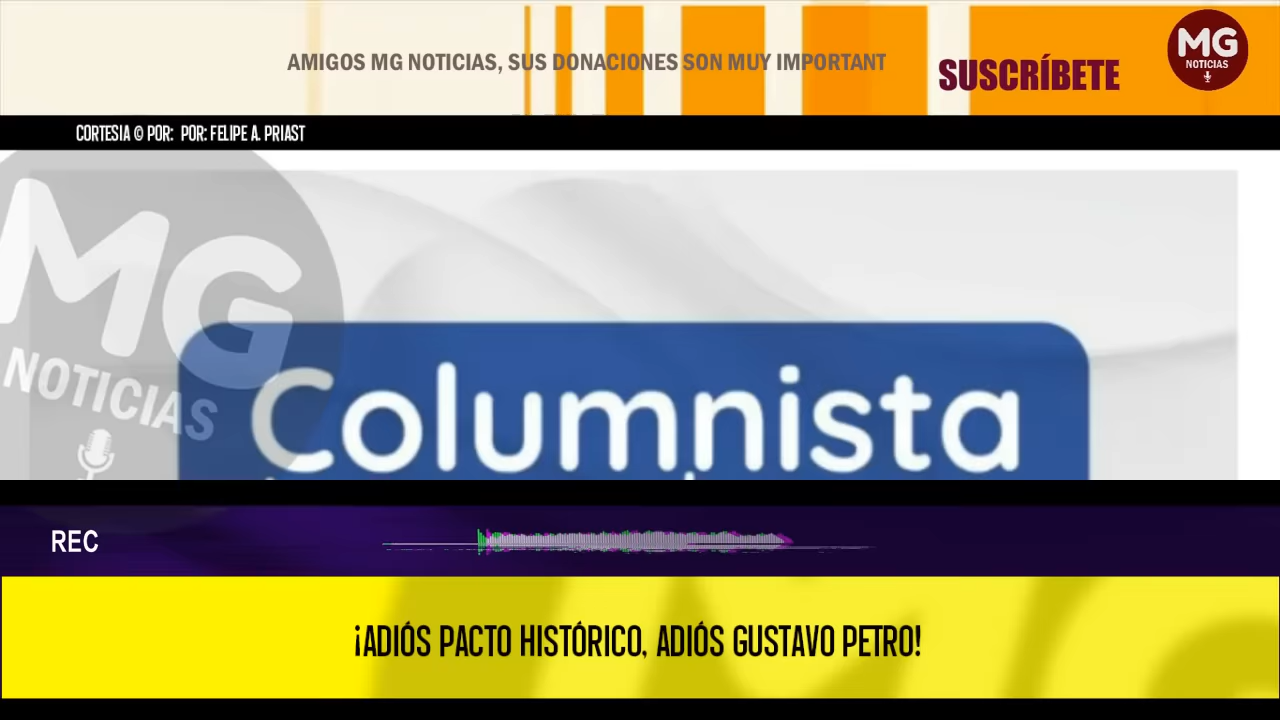 AMIGOS MG NOTICIAS, SUS DONACIONES SON MUY IMPORTANT
SUSCRÍBETE
MG
NOTICIAS
CORTESIA © POR: POR: FELIPE A. PRIAST
MG
NOTICIAS
Columnista
REC
¡ADIÓS PACTO HISTÓRICO, ADIÓS GUSTAVO PETRO!